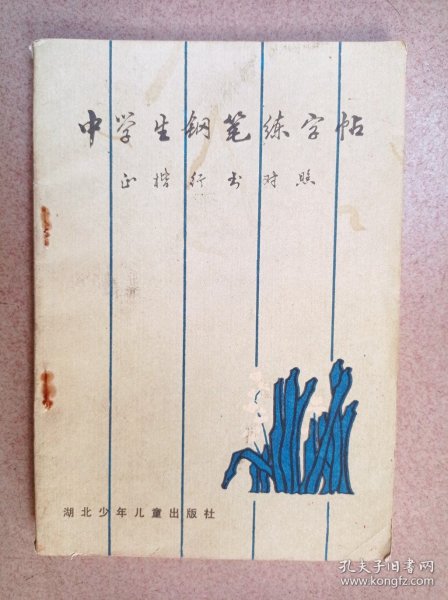 中学生钢笔练字帖
正楷行书对照
湖北少年儿童出版社
孔夫子旧书网
www.kongfz.com